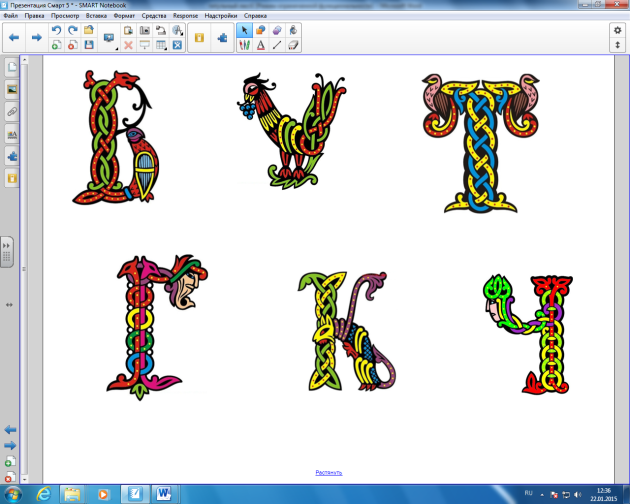 Презентация Смарт 5 * - SMART Notebook
Файл Правка Просмотр Вставка Формат Средства Response Надстройки Справка
В У Т
Г К Ч
Растянуть
RU 12:36
22.01.2015